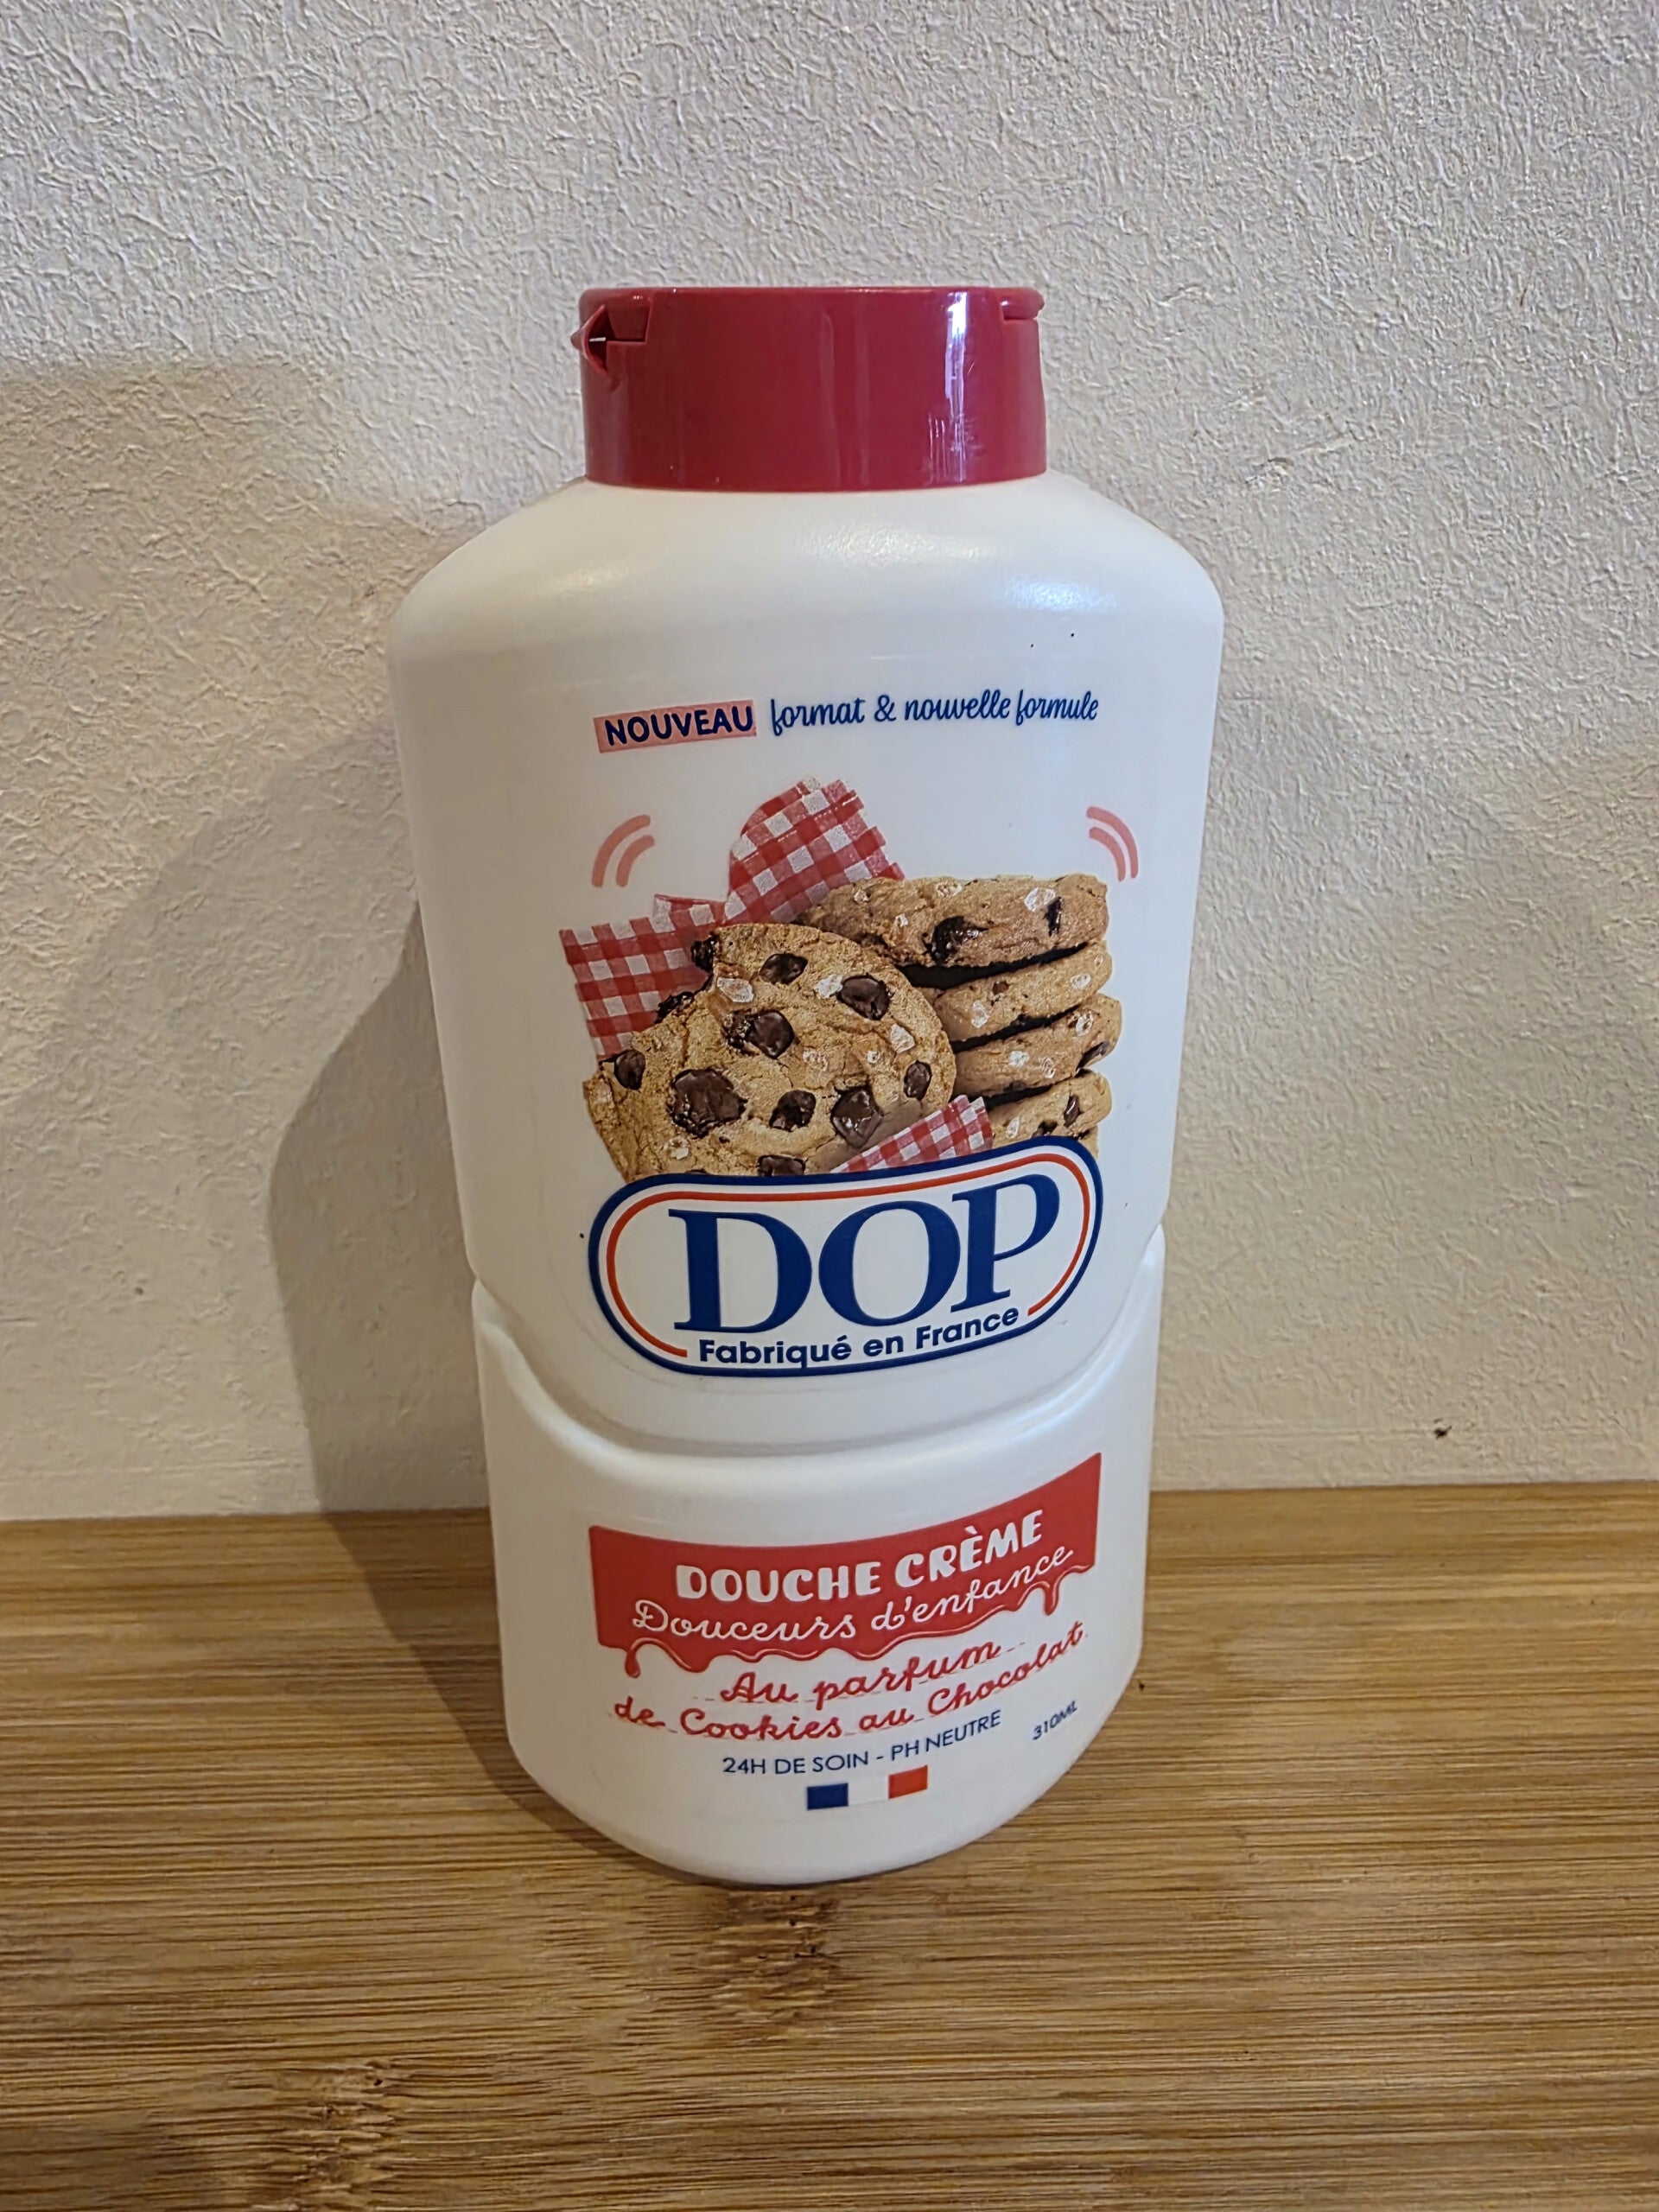 NOUVEAU format & nouvelle formule
DOP
Fabriqué en France
DOUCHE CRÈME
Douceurs d'enfance
Au parfum
de Cookies au Chocolat
24H DE SOIN - PH NEUTRE 310ML